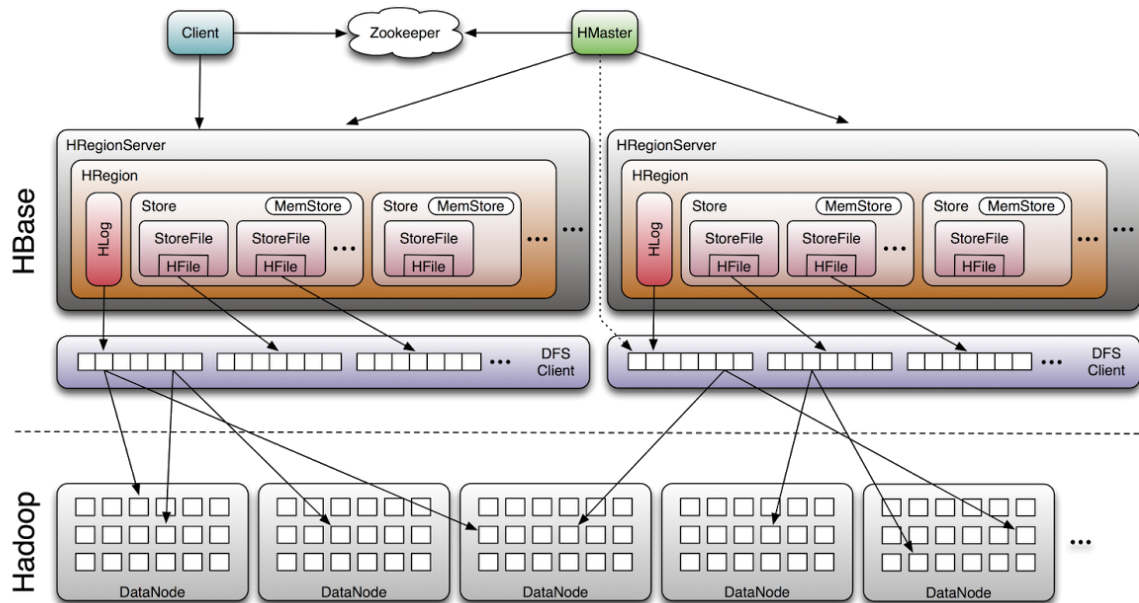 Client
Zookeeper
HMaster
HBase
HRegionServer
HRegion
HLog
Store
MemStore
StoreFile
HFile
StoreFile
HFile
...
Store
MemStore
StoreFile
HFile
...
...
HRegionServer
HRegion
HLog
Store
MemStore
StoreFile
HFile
StoreFile
HFile
...
Store
MemStore
StoreFile
HFile
...
...
...
DFS
Client
...
DFS
Client
Hadoop
DataNode
DataNode
DataNode
DataNode
DataNode
...